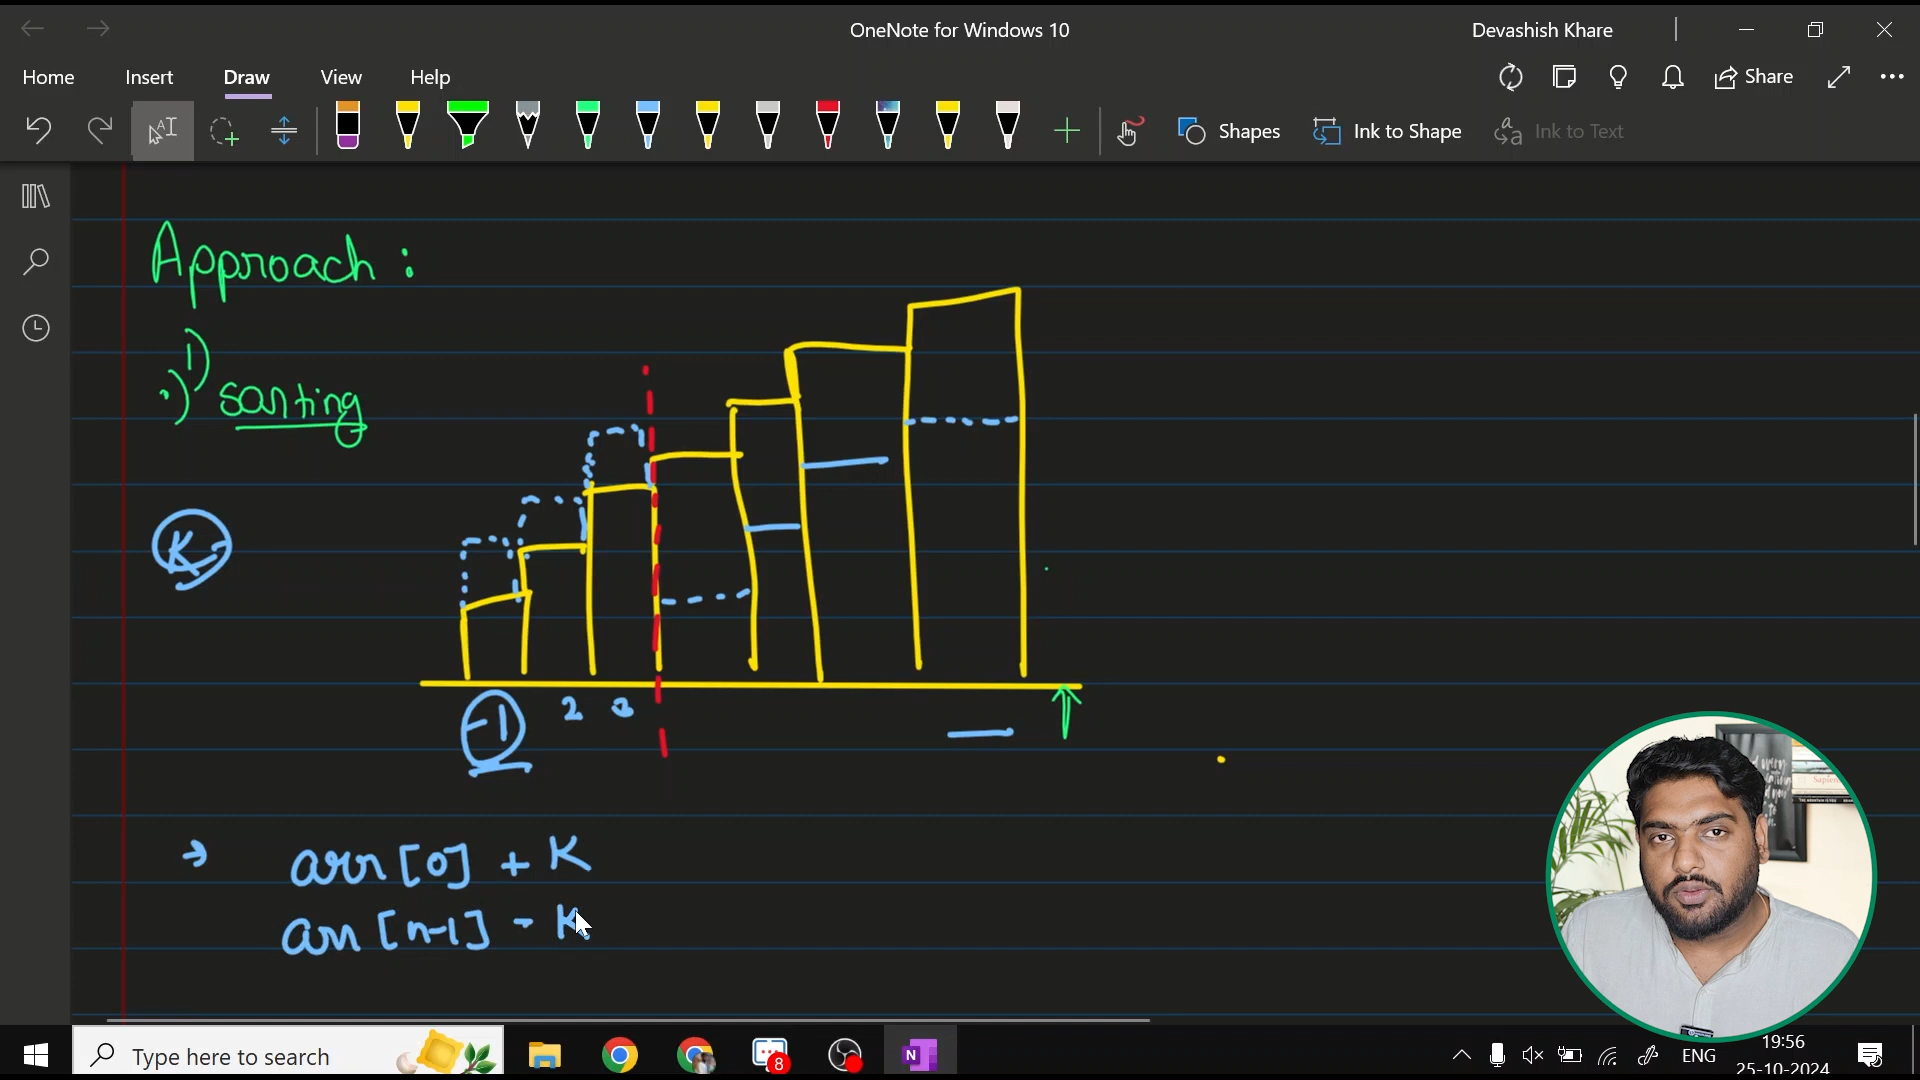 OneNote for Windows 10
Devashish Khare
Home Insert Draw View Help
Share
Shapes Ink to Shape Ink to Text
Approach :
1)
sorting
K
-1 2 3
→ arr [0] + K
arr [n-1] - K
Type here to search
8
N
ENG
19:56
25-10-2024